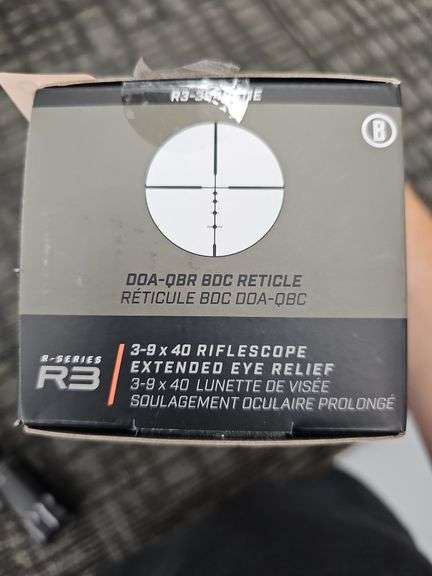 B
DOA-QBR BDC RETICLE
RÉTICULE BDC DOA-QBC
R-SERIES
R3
3-9 x 40 RIFLESCOPE
EXTENDED EYE RELIEF
3-9 x 40 LUNETTE DE VISÉE
SOULAGEMENT OCULAIRE PROLONGÉ